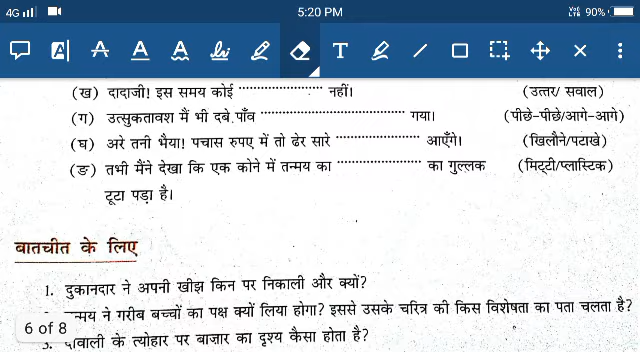 4G 5:20 PM VoD LTE 90%
T
(ख) दादाजी! इस समय कोई ........................ नहीं। (उत्तर/ सवाल)
(ग) उत्सुकतावश मैं भी दबे.पाँव ........................ गया। (पीछे-पीछे/आगे-आगे)
(घ) अरे तनी भैया! पचास रुपए में तो ढेर सारे ........................ आएँगे। (खिलौने/पटाखे)
(ङ) तभी मैंने देखा कि एक कोने में तन्मय का ........................ का गुल्लक (मिट्टी/प्लास्टिक)
टूटा पड़ा है।
बातचीत के लिए
1. दुकानदार ने अपनी खीझ किन पर निकाली और क्यों?
ने गरीब बच्चों का पक्ष क्यों लिया होगा? इससे उसके चरित्र की किस विशेषता का पता चलता है?
6 of 8
के त्योहार पर बाज़ार का दृश्य कैसा होता है?